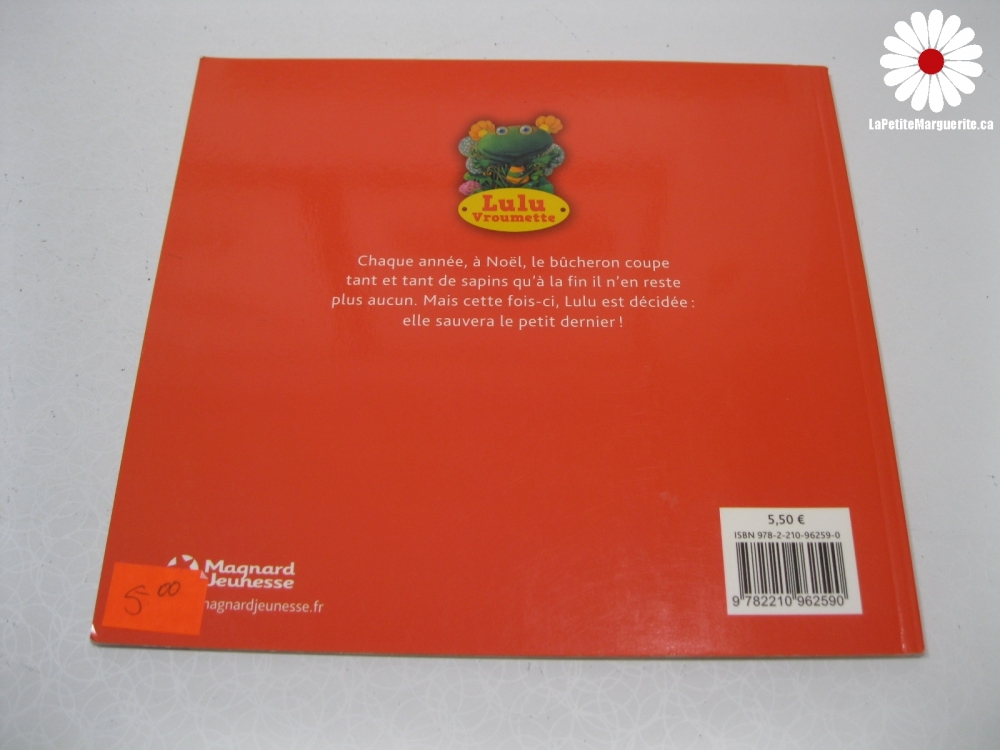 LaPetiteMarguerite.ca
Lulu
Vroumette
Chaque année, à Noël, le bûcheron coupe
tant et tant de sapins qu'à la fin il n'en reste
plus aucun. Mais cette fois-ci, Lulu est décidée :
elle sauvera le petit dernier !
5,50 €
ISBN 978-2-210-96259-0
9 782210 962590
Magnard
Jeunesse
magnardjeunesse.fr
5 00